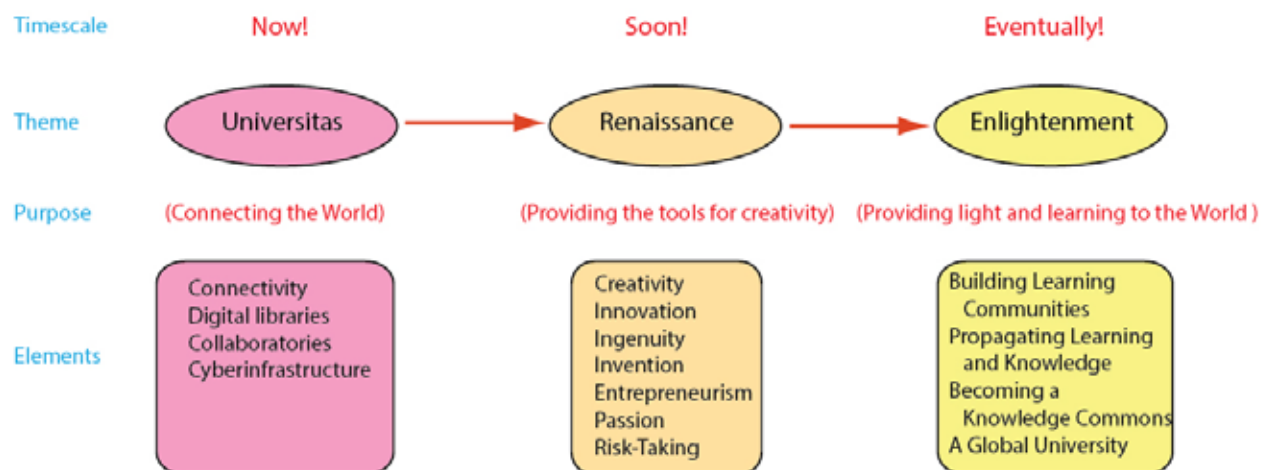 Timescale Now! Soon! Eventually!
Theme Universitas Renaissance Enlightenment
Purpose (Connecting the World) (Providing the tools for creativity) (Providing light and learning to the World )
Elements
Connectivity
Digital libraries
Collaboratories
Cyberinfrastructure
Creativity
Innovation
Ingenuity
Invention
Entrepreneurism
Passion
Risk-Taking
Building Learning
Communities
Propagating Learning
and Knowledge
Becoming a
Knowledge Commons
A Global University